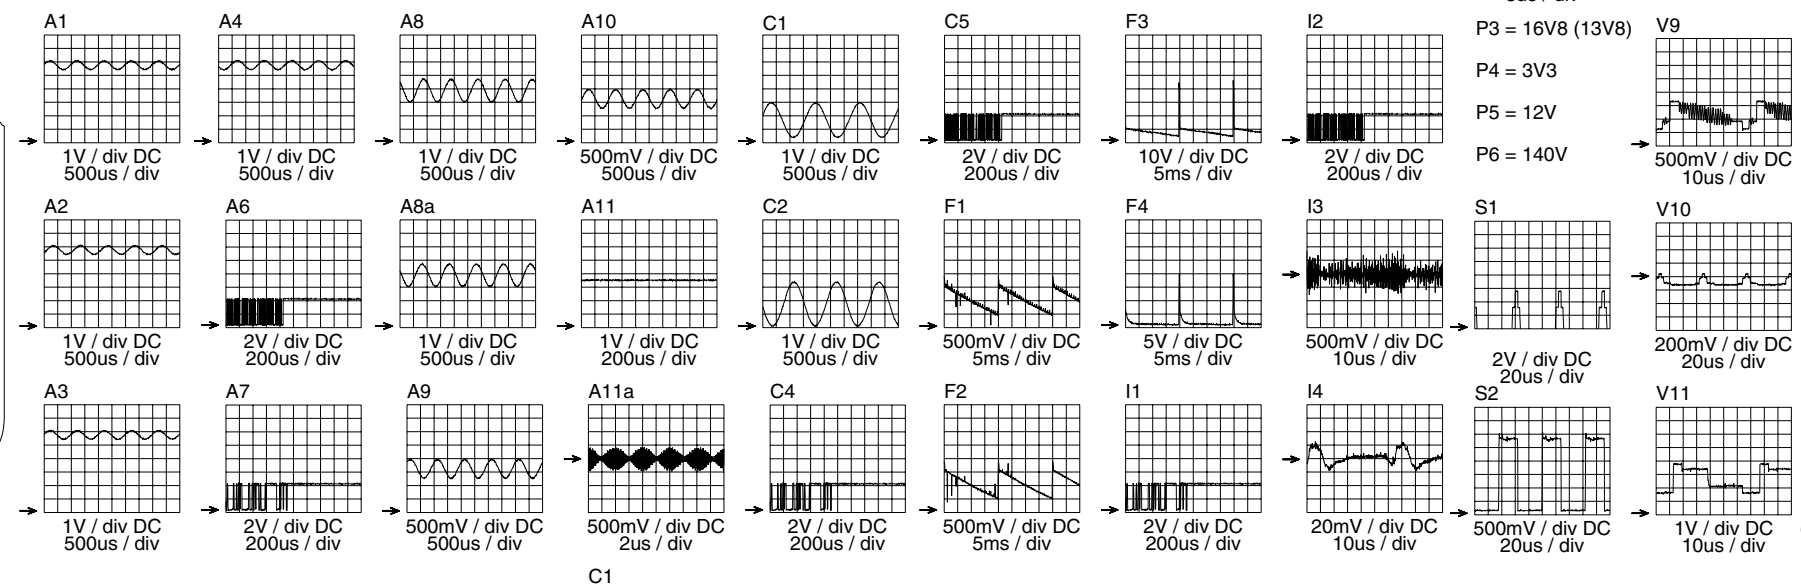 A1
1V / div DC
500us / div
A4
1V / div DC
500us / div
A8
1V / div DC
500us / div
A10
500mV / div DC
500us / div
C1
1V / div DC
500us / div
C5
2V / div DC
200us / div
F3
10V / div DC
5ms / div
I2
2V / div DC
200us / div
P3 = 16V8 (13V8)
P4 = 3V3
P5 = 12V
P6 = 140V
V9
500mV / div DC
10us / div
A2
1V / div DC
500us / div
A6
2V / div DC
200us / div
A8a
1V / div DC
500us / div
A11
1V / div DC
200us / div
C2
1V / div DC
500us / div
F1
500mV / div DC
5ms / div
F4
5V / div DC
5ms / div
I3
500mV / div DC
10us / div
S1
2V / div DC
20us / div
V10
200mV / div DC
20us / div
A3
1V / div DC
500us / div
A7
2V / div DC
200us / div
A9
500mV / div DC
500us / div
A11a
500mV / div DC
2us / div
C4
2V / div DC
200us / div
F2
500mV / div DC
5ms / div
I1
2V / div DC
200us / div
I4
20mV / div DC
10us / div
S2
500mV / div DC
20us / div
V11
1V / div DC
10us / div
C1